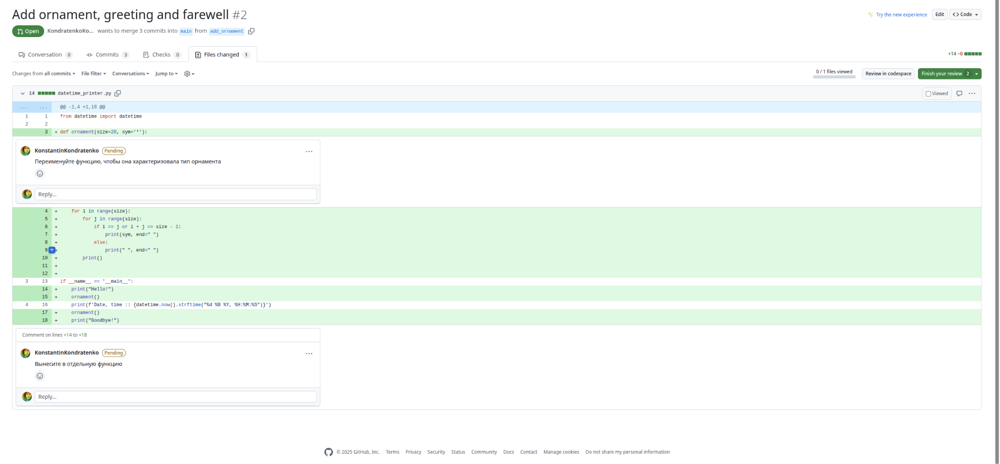 Add ornament, greeting and farewell #2
Try the new experience
Edit
Code
Open
KondratenkoKo... wants to merge 3 commits into main from add_ornament
Conversation 0
Commits 3
Checks 0
Files changed 1
+14 −0
Changes from all commits
File filter
Conversations
Jump to
0 / 1 files viewed
Review in codespace
Finish your review 2
14 datetime_printer.py
Viewed
... ... @@ -1,4 +1,18 @@
1 1 from datetime import datetime
2 2
3 + def ornament(size=20, sym='*'):
KonstantinKondratenko Pending
Переименуйте функцию, чтобы она характеризовала тип орнамента
Reply...
4 +     for i in range(size):
5 +         for j in range(size):
6 +             if i == j or i + j == size - 1:
7 +                 print(sym, end=" ")
8 +             else:
9 +                 print(" ", end=" ")
10 +         print()
11 +
12 +
3 13 if __name__ == '__main__':
14 +     print("Hello!")
15 +     ornament()
4 16     print(f'Date, time :: {datetime.now().strftime("%d %B %Y, %H:%M:%S")}')
17 +     ornament()
18 +     print("Goodbye!")
Comment on lines +14 to +18
KonstantinKondratenko Pending
Вынесите в отдельную функцию
Reply...
© 2025 GitHub, Inc. Terms Privacy Security Status Community Docs Contact Manage cookies Do not share my personal information